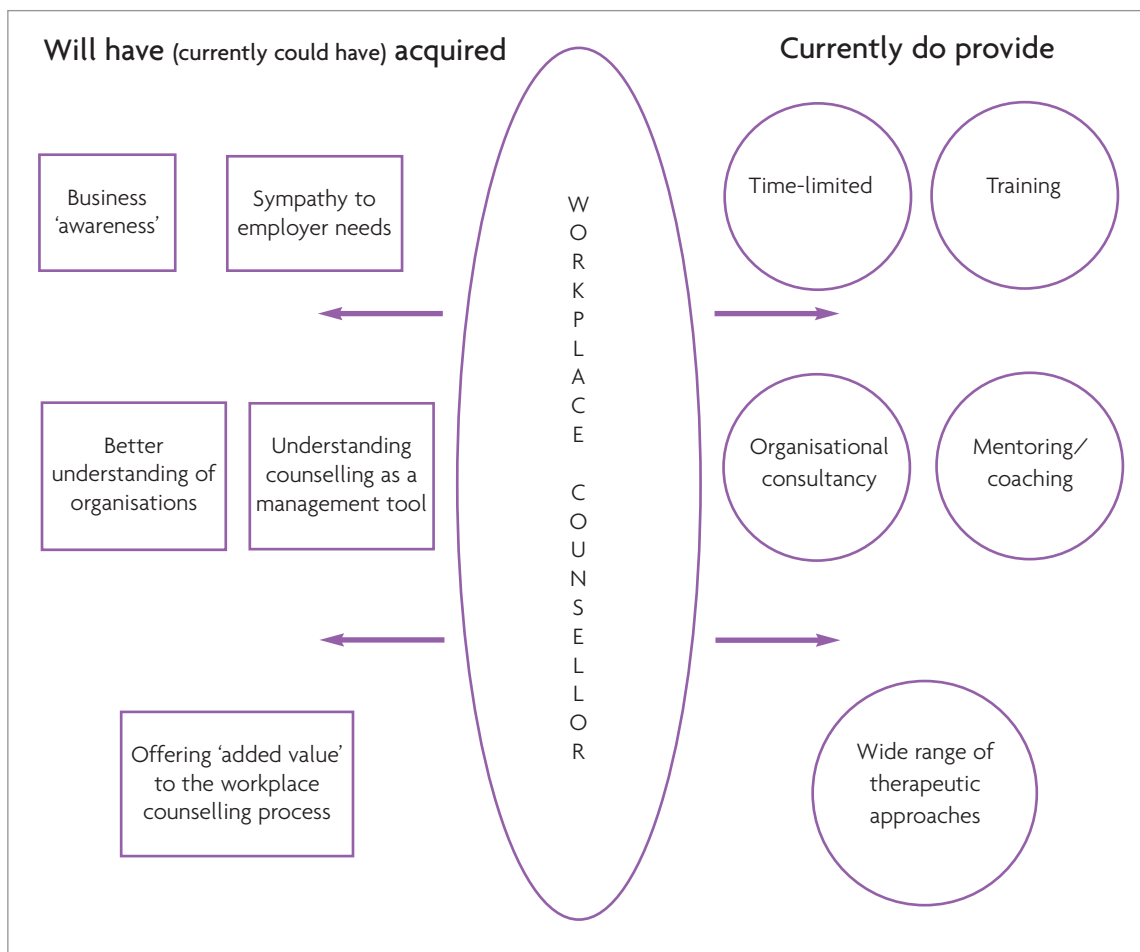 Will have (currently could have) acquired
Currently do provide
Business
‘awareness’
Sympathy to
employer needs
Better
understanding of
organisations
Understanding
counselling as a
management tool
Offering ‘added value’
to the workplace
counselling process
W
O
R
K
P
L
A
C
E
C
O
U
N
S
E
L
L
O
R
Time-limited
Training
Organisational
consultancy
Mentoring/
coaching
Wide range of
therapeutic
approaches